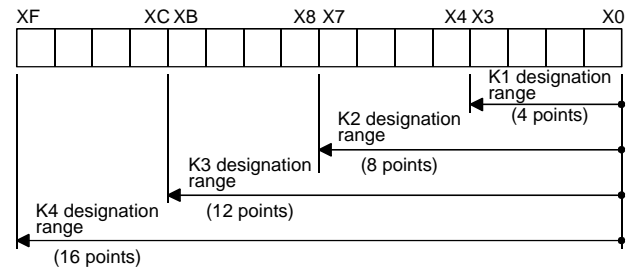 XF XC XB X8 X7 X4 X3 X0
K1 designation
range
(4 points)
K2 designation
range
(8 points)
K3 designation
range
(12 points)
K4 designation
range
(16 points)